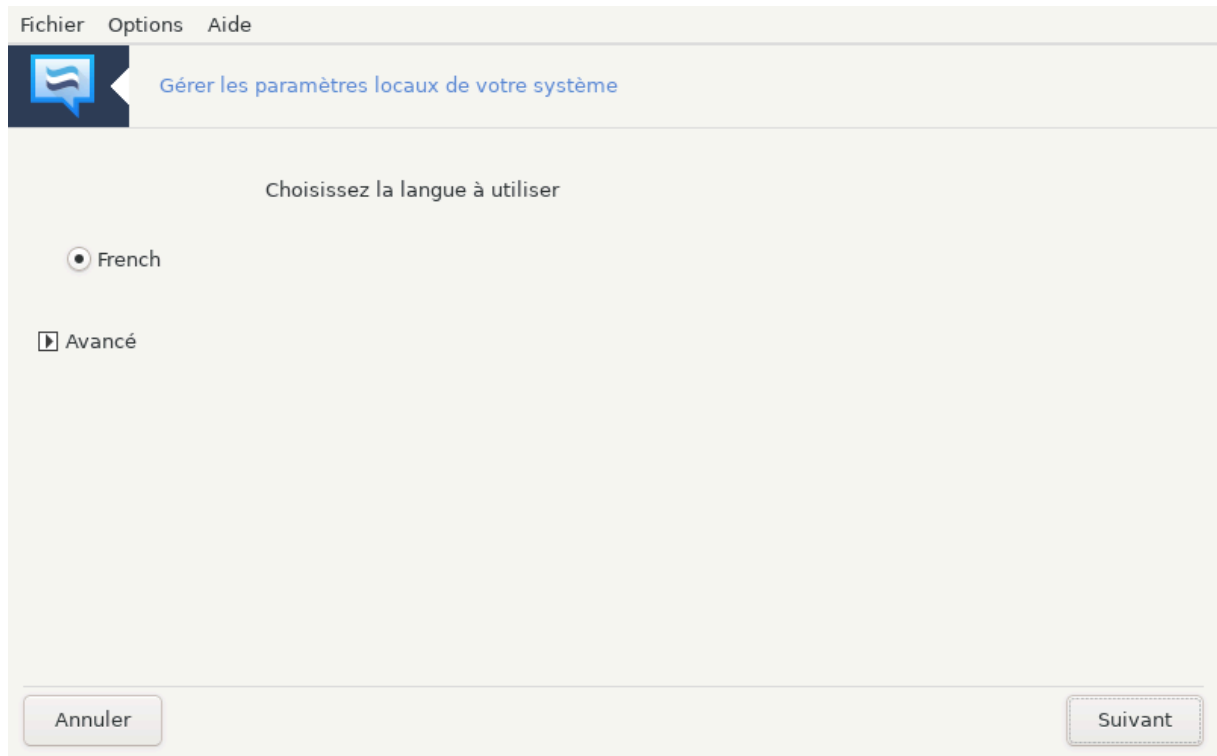 Fichier Options Aide
Gérer les paramètres locaux de votre système
Choisissez la langue à utiliser
French
Avancé
Annuler Suivant